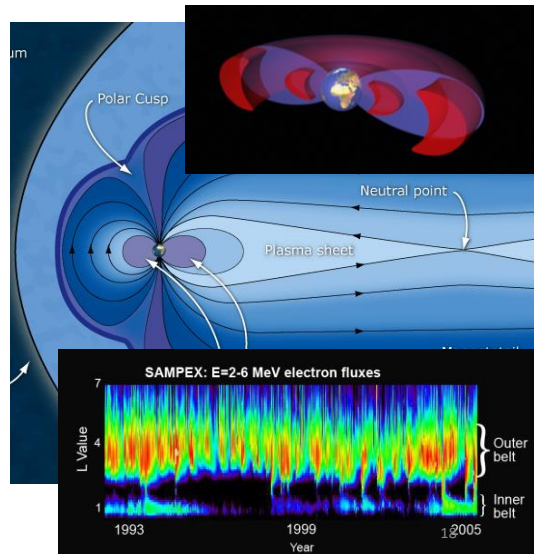 um
Polar Cusp
Neutral point
Plasma sheet
SAMPEX: E=2-6 MeV electron fluxes
7
L Value
4
1
Outer
belt
Inner
belt
1993
1999
18
2005
Year